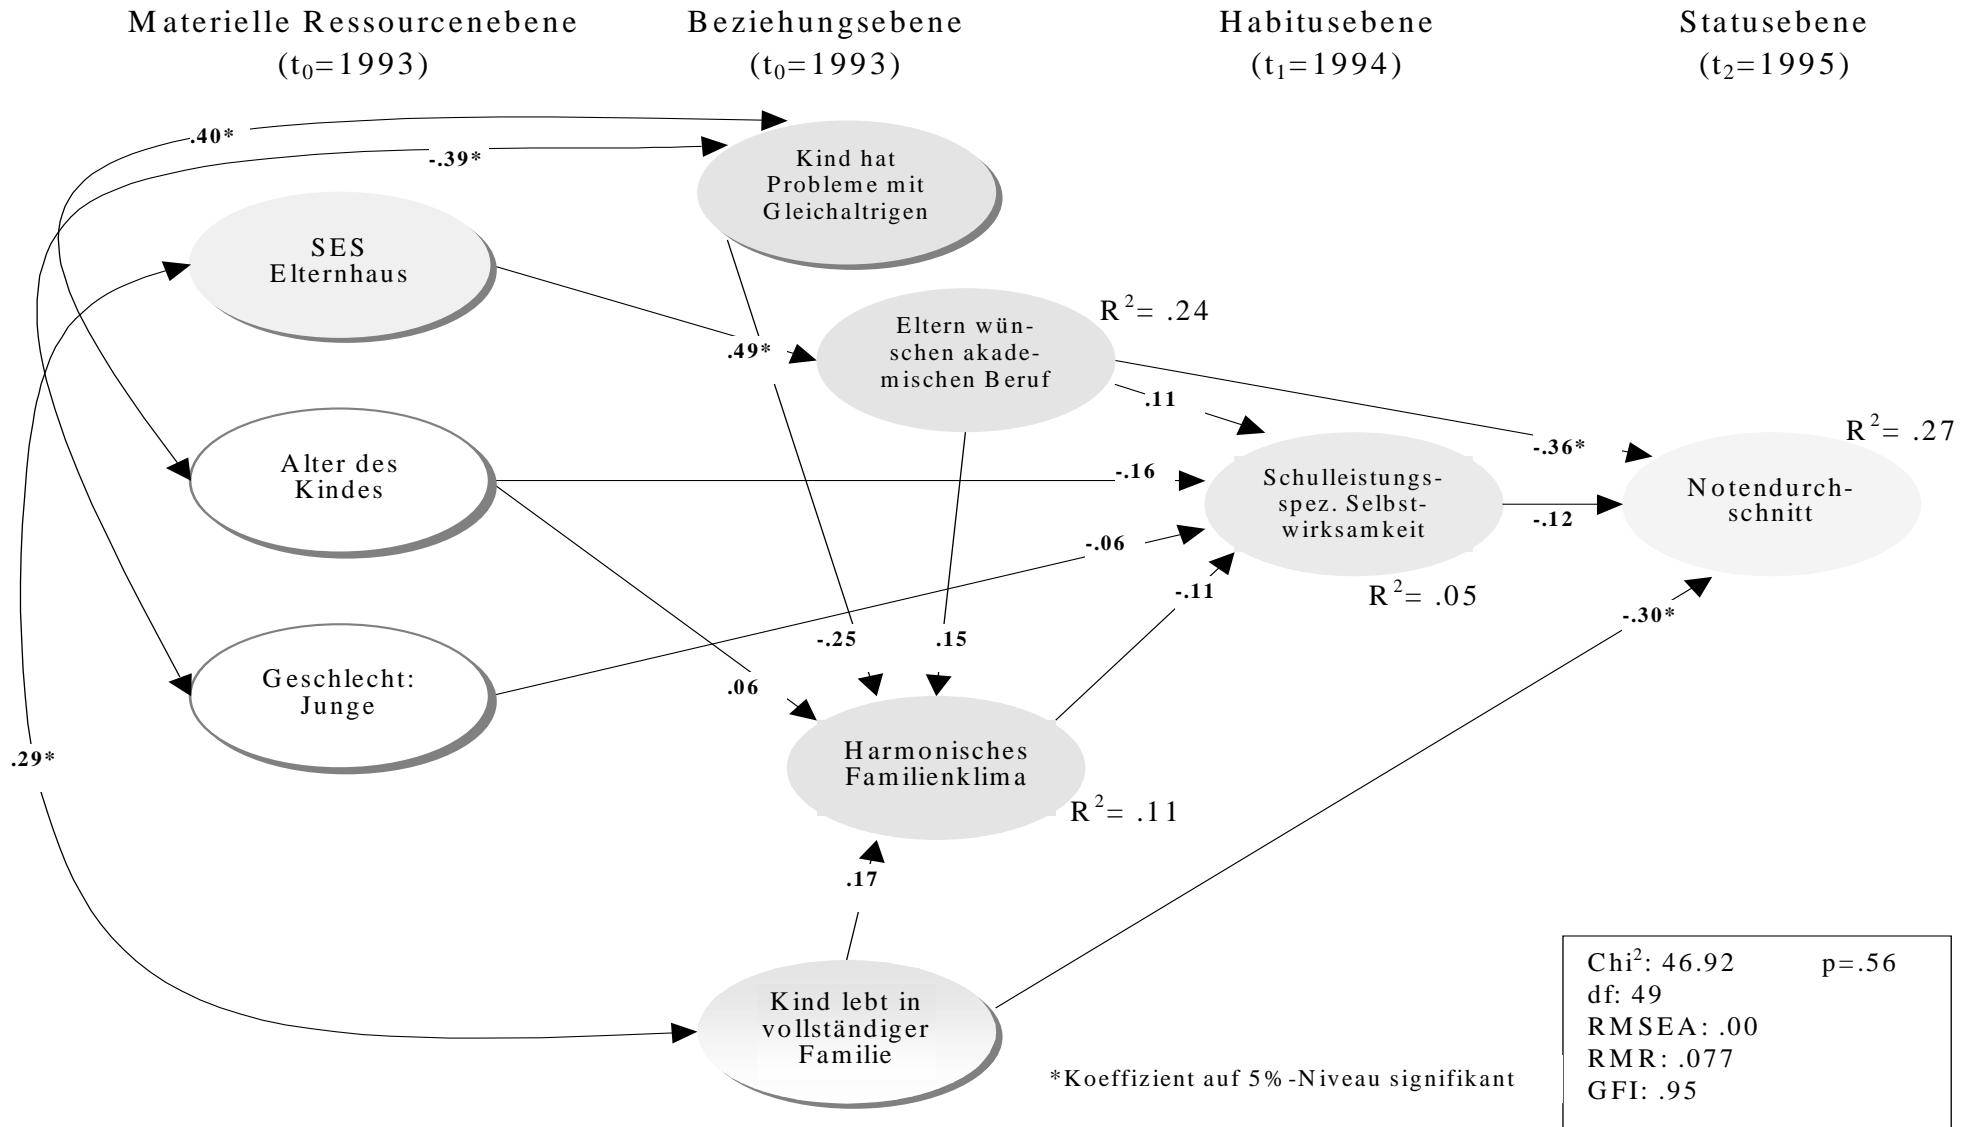 Materielle Ressourcenebene
(t₀=1993)
Beziehungsebene
(t₀=1993)
Habitusebene
(t₁=1994)
Statusebene
(t₂=1995)
.40*
-.39*
Kind hat
Probleme mit
Gleichaltrigen
SES
Elternhaus
.49*
Eltern wün-
schen akade-
mischen Beruf
R²= .24
.11
-.36*
R²= .27
Alter des
Kindes
-.16
Schulleistungs-
spez. Selbst-
wirksamkeit
-.12
Notendurch-
schnitt
-.06
R²= .05
-.11
-.30*
-.25
.15
Geschlecht:
Junge
.06
.29*
Harmonisches
Familienklima
R²= .11
.17
Kind lebt in
vollständiger
Familie
*Koeffizient auf 5%-Niveau signifikant
Chi²: 46.92 p=.56
df: 49
RMSEA: .00
RMR: .077
GFI: .95